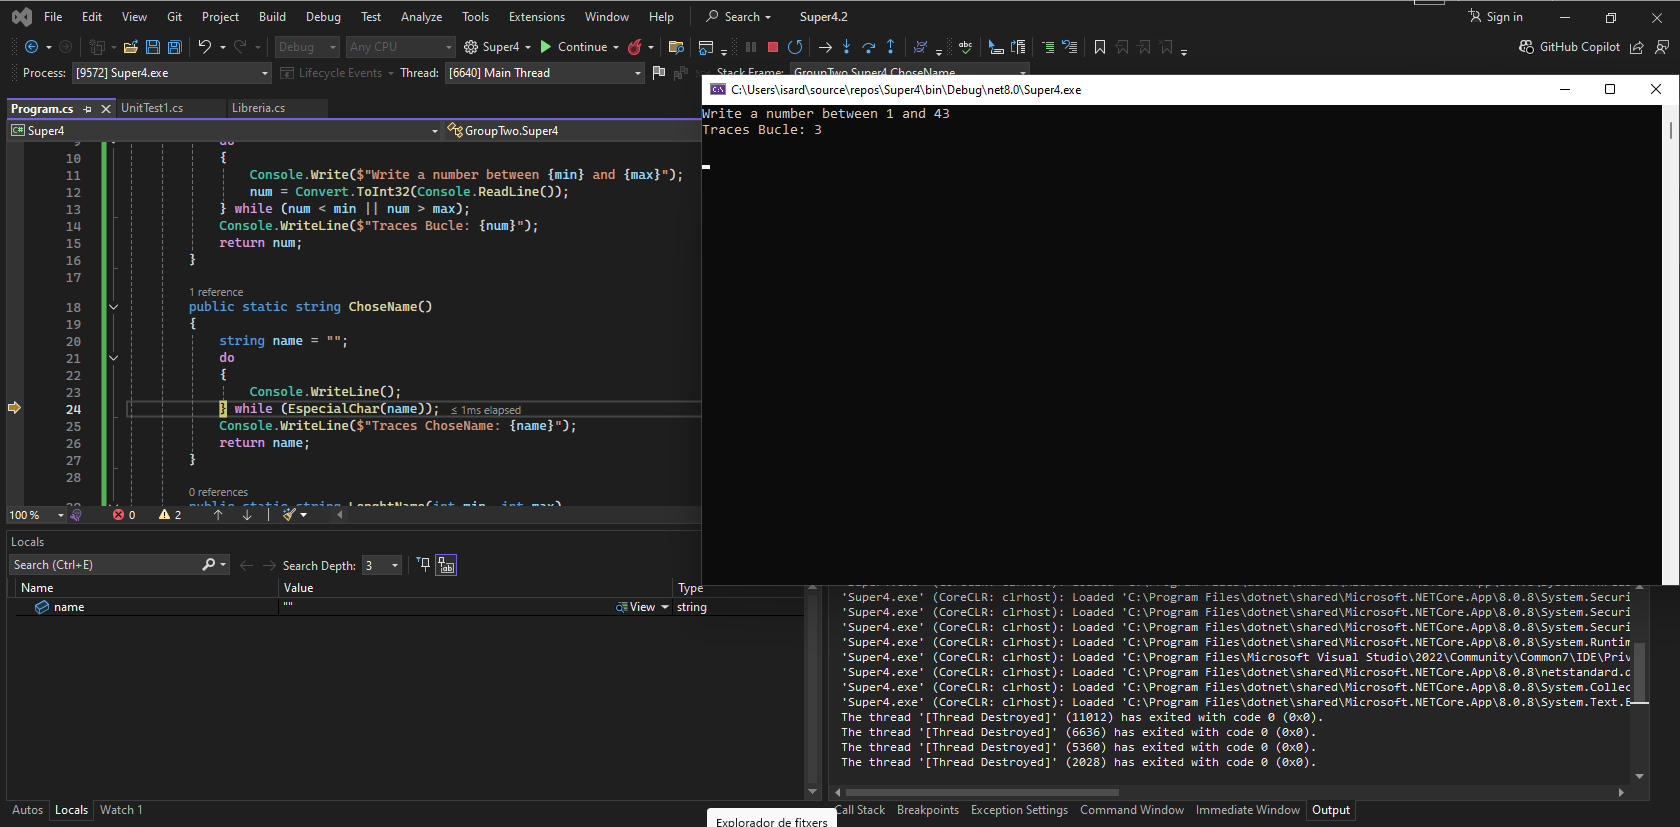 File Edit View Git Project Build Debug Test Analyze Tools Extensions Window Help Search Super4.2 Sign in
Debug Any CPU Super4 Continue abc GitHub Copilot
Process: [9572] Super4.exe Lifecycle Events Thread: [6640] Main Thread Stack Frame: GroupTwo.Super4.ChoseName
Program.cs UnitTest1.cs Libreria.cs
Super4 GroupTwo.Super4
C:\Users\isard\source\repos\Super4\bin\Debug\net8.0\Super4.exe
Write a number between 1 and 43
Traces Bucle: 3
9 do
10 {
11 Console.Write($"Write a number between {min} and {max}");
12 num = Convert.ToInt32(Console.ReadLine());
13 } while (num < min || num > max);
14 Console.WriteLine($"Traces Bucle: {num}");
15 return num;
16 }
17
1 reference
18 public static string ChoseName()
19 {
20 string name = "";
21 do
22 {
23 Console.WriteLine();
24 } while (EspecialChar(name)); ≤ 1ms elapsed
25 Console.WriteLine($"Traces ChoseName: {name}");
26 return name;
27 }
28
0 references
public static string LenghtName(int min, int max)
100 % 0 2
Locals
Search (Ctrl+E) Search Depth: 3
Name Value Type
name "" View string
'Super4.exe' (CoreCLR: clrhost): Loaded 'C:\Program Files\dotnet\shared\Microsoft.NETCore.App\8.0.8\System.Securi
'Super4.exe' (CoreCLR: clrhost): Loaded 'C:\Program Files\dotnet\shared\Microsoft.NETCore.App\8.0.8\System.Securi
'Super4.exe' (CoreCLR: clrhost): Loaded 'C:\Program Files\dotnet\shared\Microsoft.NETCore.App\8.0.8\System.Securi
'Super4.exe' (CoreCLR: clrhost): Loaded 'C:\Program Files\dotnet\shared\Microsoft.NETCore.App\8.0.8\System.Runtim
'Super4.exe' (CoreCLR: clrhost): Loaded 'C:\Program Files\Microsoft Visual Studio\2022\Community\Common7\IDE\Priv
'Super4.exe' (CoreCLR: clrhost): Loaded 'C:\Program Files\dotnet\shared\Microsoft.NETCore.App\8.0.8\netstandard.d
'Super4.exe' (CoreCLR: clrhost): Loaded 'C:\Program Files\dotnet\shared\Microsoft.NETCore.App\8.0.8\System.Collec
'Super4.exe' (CoreCLR: clrhost): Loaded 'C:\Program Files\dotnet\shared\Microsoft.NETCore.App\8.0.8\System.Text.E
The thread '[Thread Destroyed]' (11012) has exited with code 0 (0x0).
The thread '[Thread Destroyed]' (6636) has exited with code 0 (0x0).
The thread '[Thread Destroyed]' (5360) has exited with code 0 (0x0).
The thread '[Thread Destroyed]' (2028) has exited with code 0 (0x0).
Autos Locals Watch 1 Call Stack Breakpoints Exception Settings Command Window Immediate Window Output
Explorador de fitxers